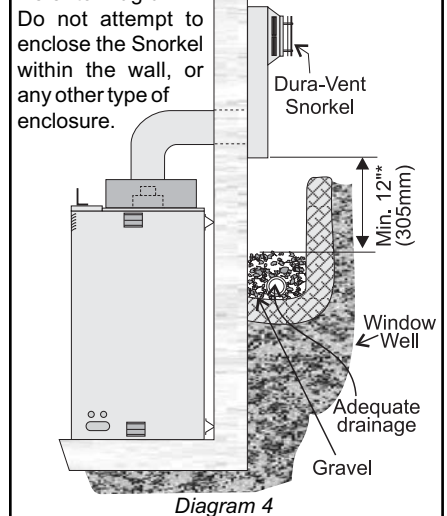 Do not attempt to
enclose the Snorkel
within the wall, or
any other type of
enclosure.
Dura-Vent
Snorkel
Min. 12"*
(305mm)
Window
Well
Adequate
drainage
Gravel
Diagram 4